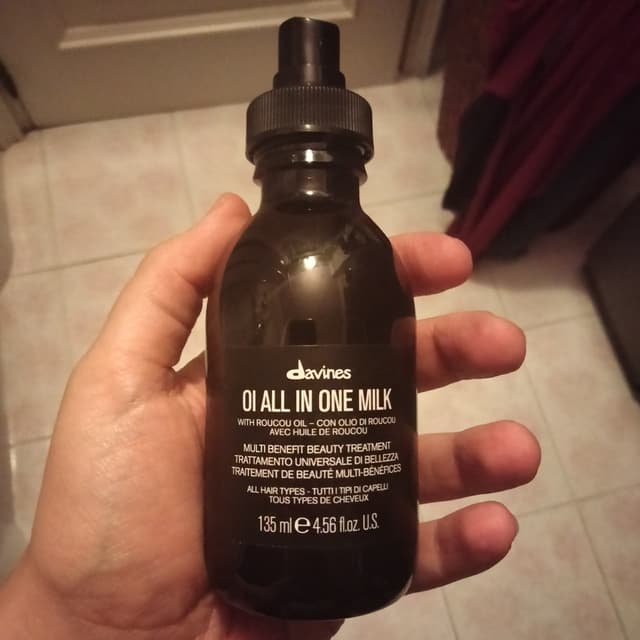 davines
OI ALL IN ONE MILK
WITH ROUCOU OIL – CON OLIO DI ROUCOU
AVEC HUILE DE ROUCOU
MULTI BENEFIT BEAUTY TREATMENT
TRATTAMENTO UNIVERSALE DI BELLEZZA
TRAITEMENT DE BEAUTÉ MULTI-BÉNÉFICES
ALL HAIR TYPES - TUTTI I TIPI DI CAPELLI
TOUS TYPES DE CHEVEUX
135 ml ℮ 4.56 fl.oz. U.S.